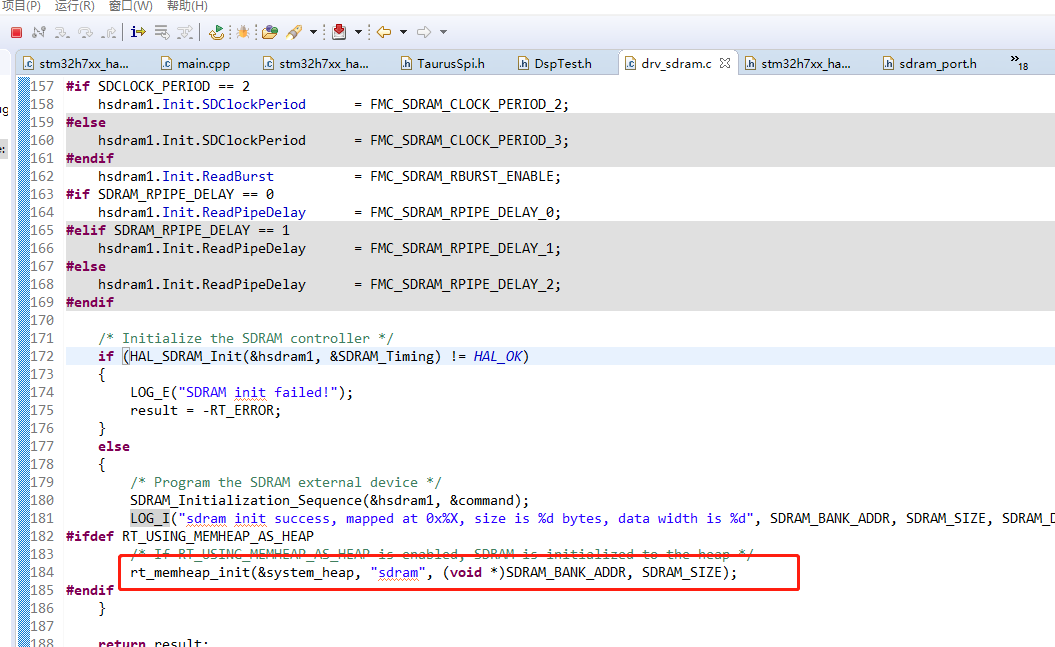 项目(P) 运行(R) 窗口(W) 帮助(H)
stm32h7xx_ha... main.cpp stm32h7xx_ha... TaurusSpi.h DspTest.h drv_sdram.c stm32h7xx_ha... sdram_port.h »18
157 #if SDCLOCK_PERIOD == 2
158 hsdram1.Init.SDClockPeriod = FMC_SDRAM_CLOCK_PERIOD_2;
159 #else
160 hsdram1.Init.SDClockPeriod = FMC_SDRAM_CLOCK_PERIOD_3;
161 #endif
162 hsdram1.Init.ReadBurst = FMC_SDRAM_RBURST_ENABLE;
163 #if SDRAM_RPIPE_DELAY == 0
164 hsdram1.Init.ReadPipeDelay = FMC_SDRAM_RPIPE_DELAY_0;
165 #elif SDRAM_RPIPE_DELAY == 1
166 hsdram1.Init.ReadPipeDelay = FMC_SDRAM_RPIPE_DELAY_1;
167 #else
168 hsdram1.Init.ReadPipeDelay = FMC_SDRAM_RPIPE_DELAY_2;
169 #endif
170
171 /* Initialize the SDRAM controller */
172 if (HAL_SDRAM_Init(&hsdram1, &SDRAM_Timing) != HAL_OK)
173 {
174 LOG_E("SDRAM init failed!");
175 result = -RT_ERROR;
176 }
177 else
178 {
179 /* Program the SDRAM external device */
180 SDRAM_Initialization_Sequence(&hsdram1, &command);
181 LOG_I("sdram init success, mapped at 0x%X, size is %d bytes, data width is %d", SDRAM_BANK_ADDR, SDRAM_SIZE, SDRAM_D
182 #ifdef RT_USING_MEMHEAP_AS_HEAP
183 /* If RT_USING_MEMHEAP_AS_HEAP is enabled, SDRAM is initialized to the heap */
184 rt_memheap_init(&system_heap, "sdram", (void *)SDRAM_BANK_ADDR, SDRAM_SIZE);
185 #endif
186 }
187
188 return result;